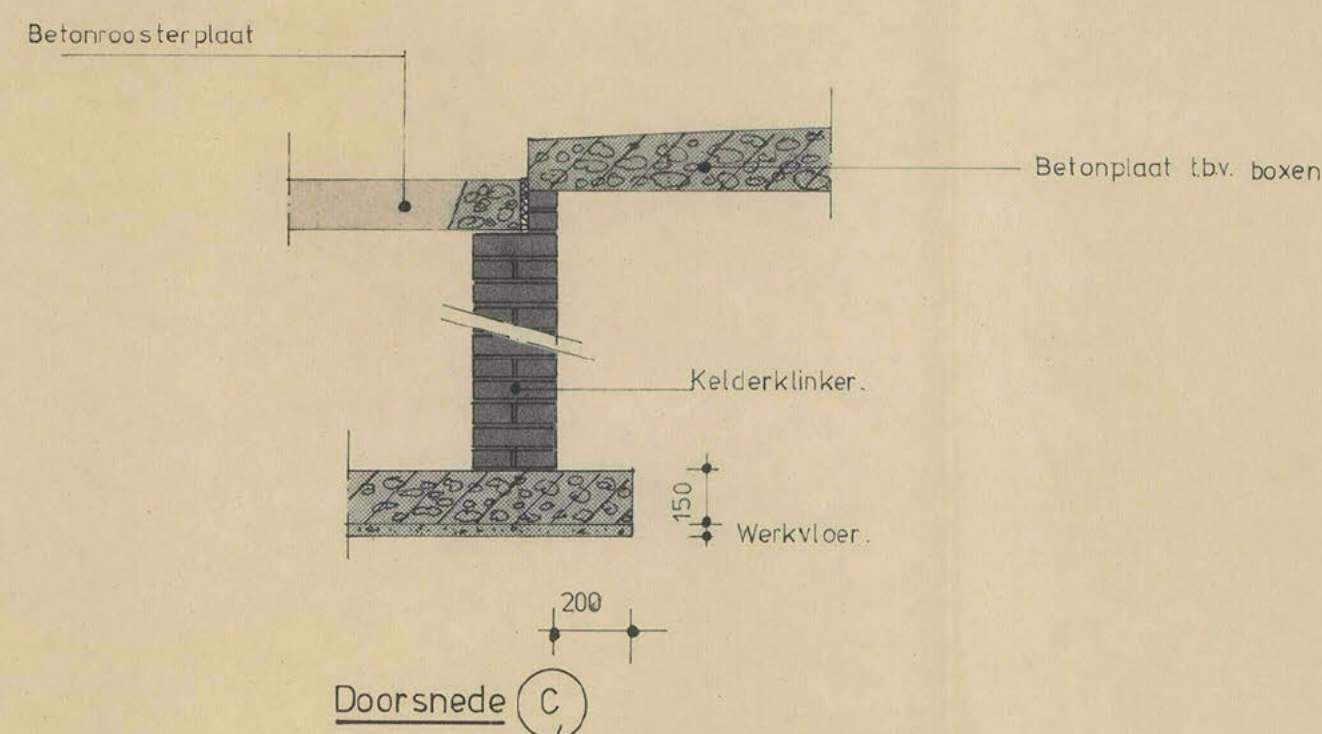 Betonroosterplaat
Betonplaat t.b.v. boxen
Kelderklinker.
150
Werkvloer.
200
Doorsnede C